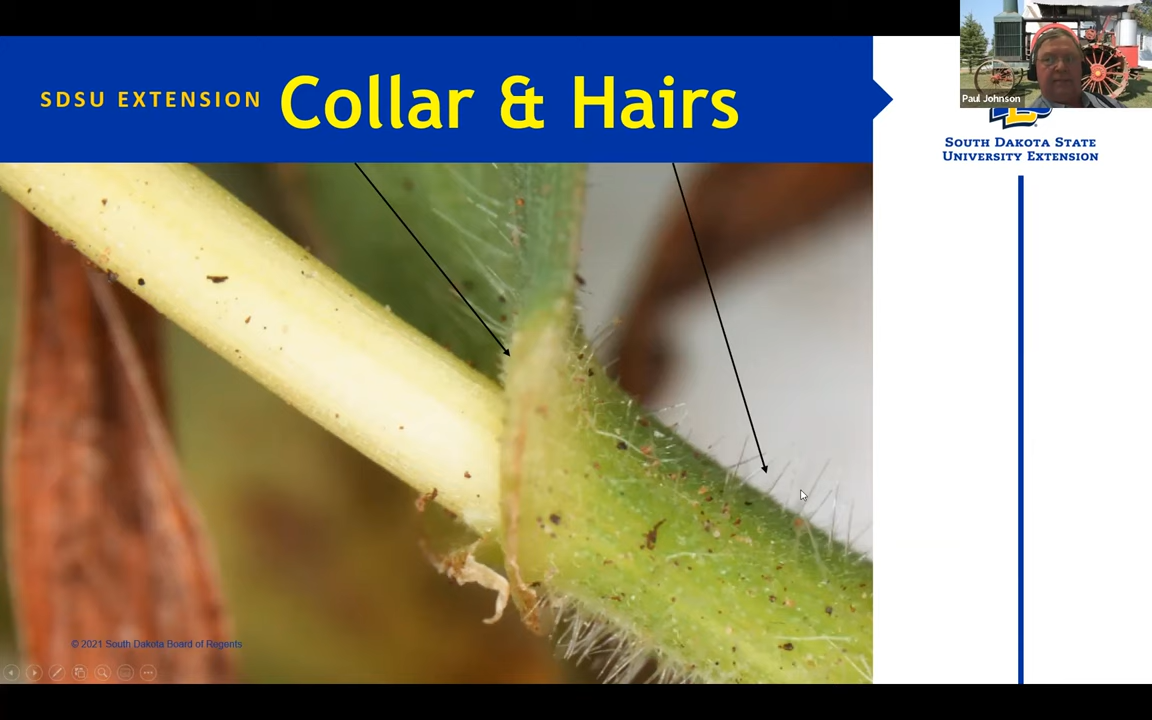 SDSU EXTENSION
Collar & Hairs
Paul Johnson
SOUTH DAKOTA STATE
UNIVERSITY EXTENSION
© 2021 South Dakota Board of Regents